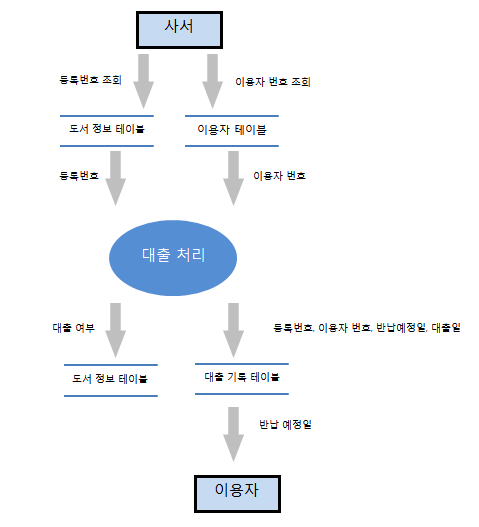 사서
등록번호 조회
이용자 번호 조회
도서 정보 테이블
이용자 테이블
등록번호
이용자 번호
대출 처리
대출 여부
등록번호, 이용자 번호, 반납예정일, 대출일
도서 정보 테이블
대출 기록 테이블
반납 예정일
이용자